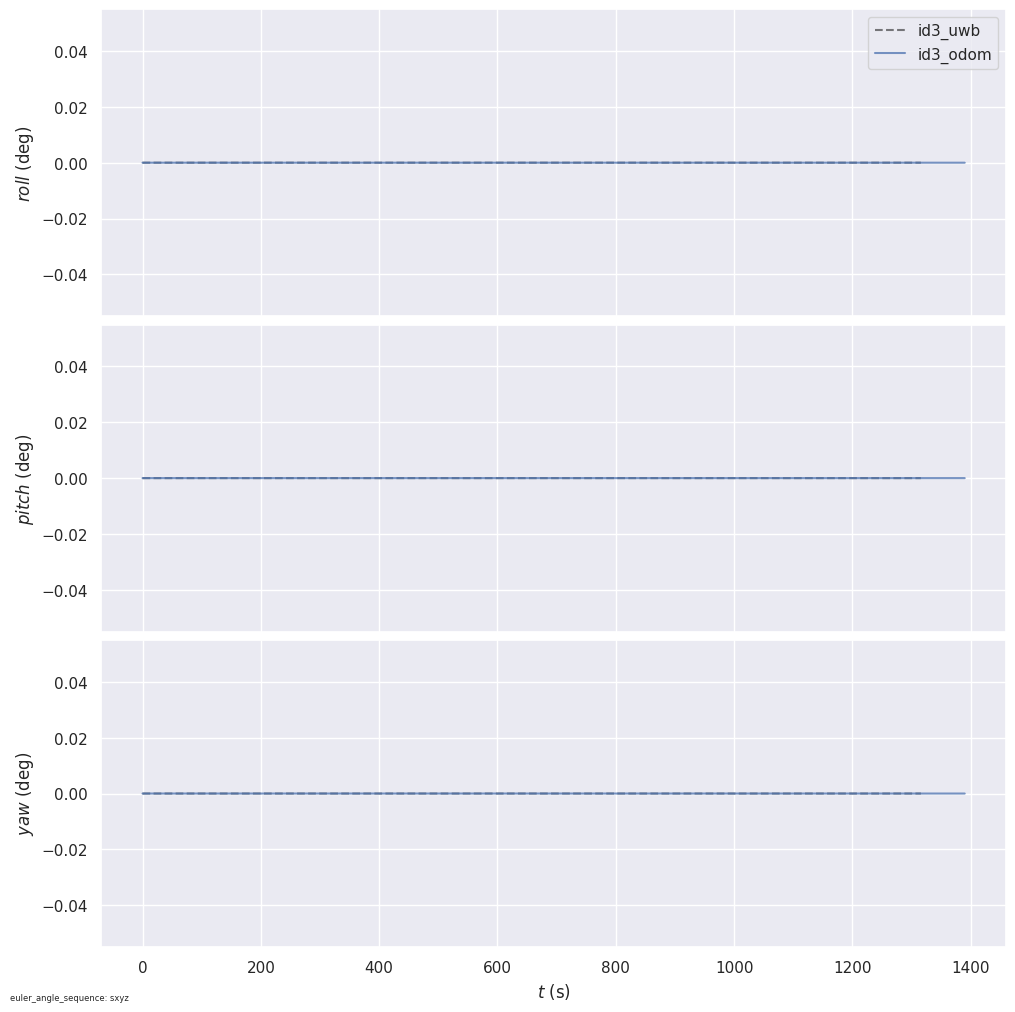 id3_uwb
id3_odom
0.04
0.02
0.00
−0.02
−0.04
roll (deg)
0.04
0.02
0.00
−0.02
−0.04
pitch (deg)
0.04
0.02
0.00
−0.02
−0.04
yaw (deg)
0 200 400 600 800 1000 1200 1400
t (s)
euler_angle_sequence: sxyz